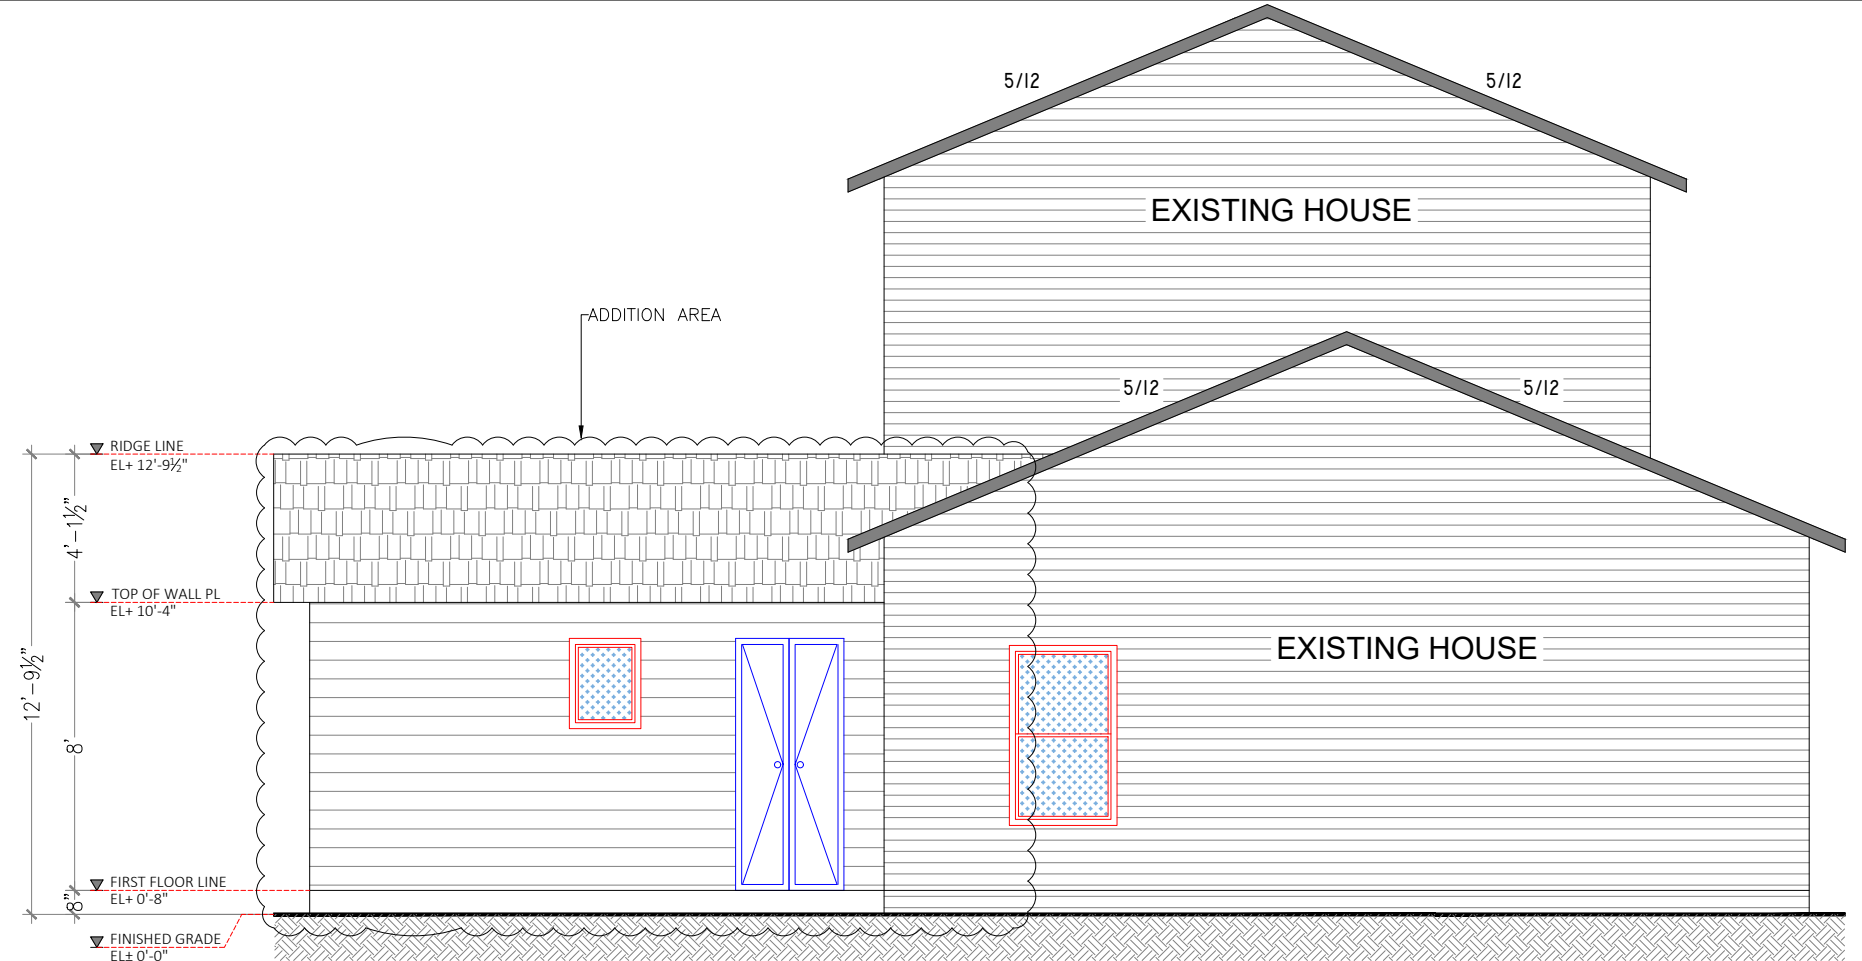 5/12
5/12
EXISTING HOUSE
ADDITION AREA
5/12
5/12
RIDGE LINE
EL+ 12'-9½"
4'-1½"
TOP OF WALL PL
EL+ 10'-4"
EXISTING HOUSE
12'-9½"
8'
FIRST FLOOR LINE
EL+ 0'-8"
8"
FINISHED GRADE
EL± 0'-0"